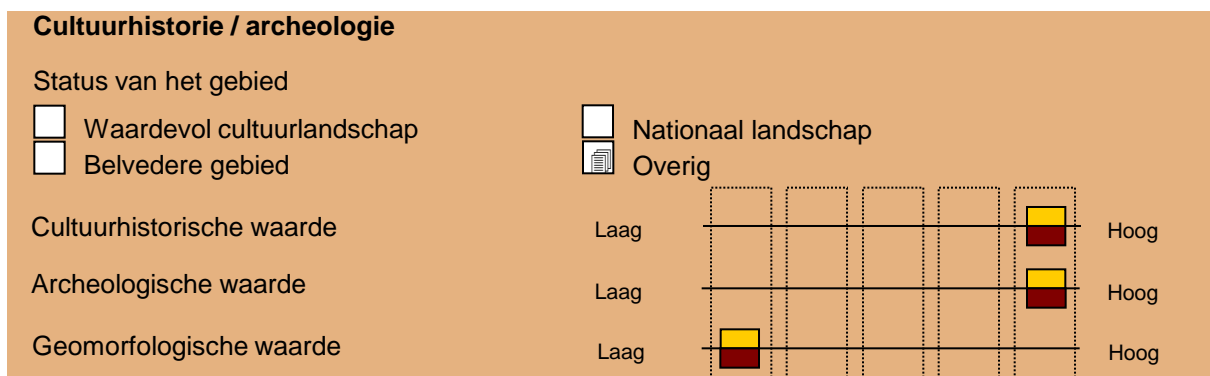 Cultuurhistorie / archeologie
Status van het gebied
Waardevol cultuurlandschap Nationaal landschap
Belvedere gebied Overig
Cultuurhistorische waarde Laag Hoog
Archeologische waarde Laag Hoog
Geomorfologische waarde Laag Hoog